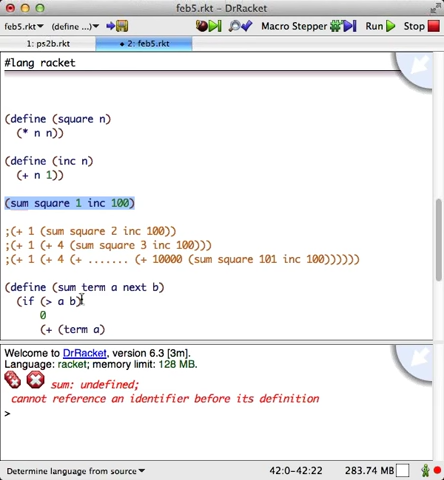 feb5.rkt - DrRacket
feb5.rkt▾ (define ...)▾ Macro Stepper Run Stop
1: ps2b.rkt 2: feb5.rkt
#lang racket
(define (square n)
(* n n))
(define (inc n)
(+ n 1))
(sum square 1 inc 100)
;(+ 1 (sum square 2 inc 100))
;(+ 1 (+ 4 (sum square 3 inc 100)))
;(+ 1 (+ 4 (+ ....... (+ 10000 (sum square 101 inc 100))))))
(define (sum term a next b)
(if (> a b)
0
(+ (term a)
Welcome to DrRacket, version 6.3 [3m].
Language: racket; memory limit: 128 MB.
sum: undefined;
cannot reference an identifier before its definition
>
Determine language from source▾ 42:0-42:22 283.74 MB